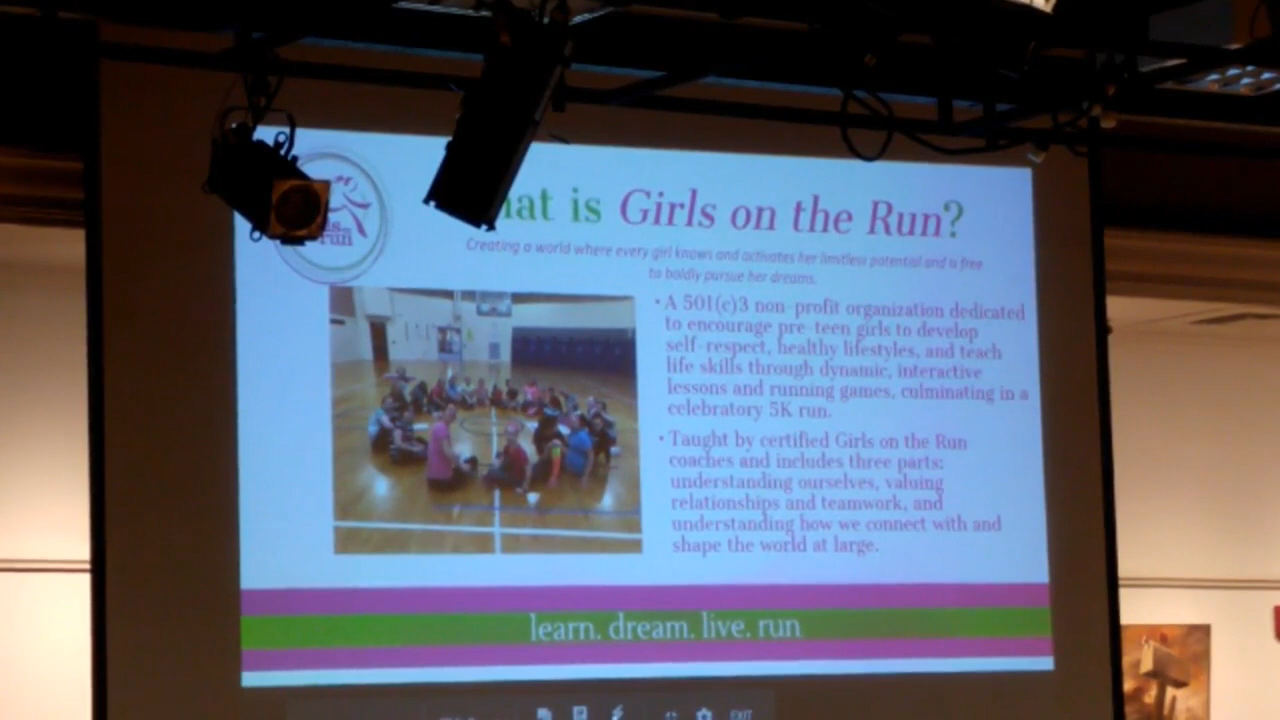 hat is Girls on the Run?
Creating a world where every girl knows and activates her limitless potential and is free
to boldly pursue her dreams.
• A 501(c)3 non-profit organization dedicated
to encourage pre-teen girls to develop
self-respect, healthy lifestyles, and teach
life skills through dynamic, interactive
lessons and running games, culminating in a
celebratory 5K run.
• Taught by certified Girls on the Run
coaches and includes three parts:
understanding ourselves, valuing
relationships and teamwork, and
understanding how we connect with and
shape the world at large.
learn. dream. live. run
EXIT